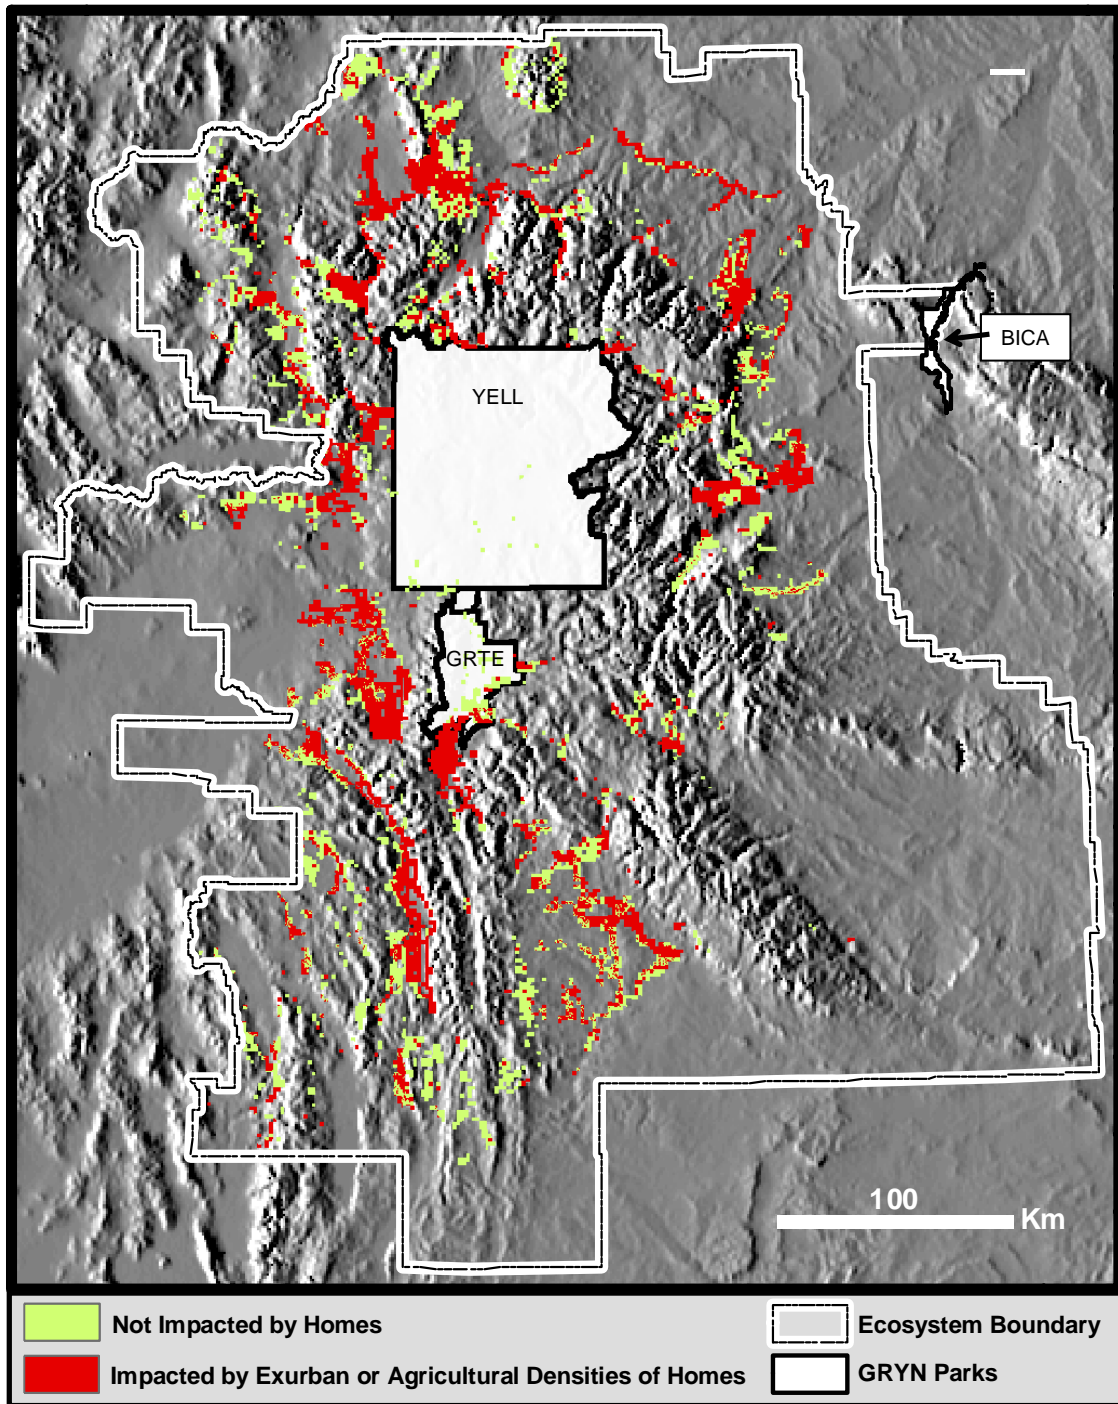 BICA
YELL
GRTE
100
Km
Not Impacted by Homes
Ecosystem Boundary
Impacted by Exurban or Agricultural Densities of Homes
GRYN Parks